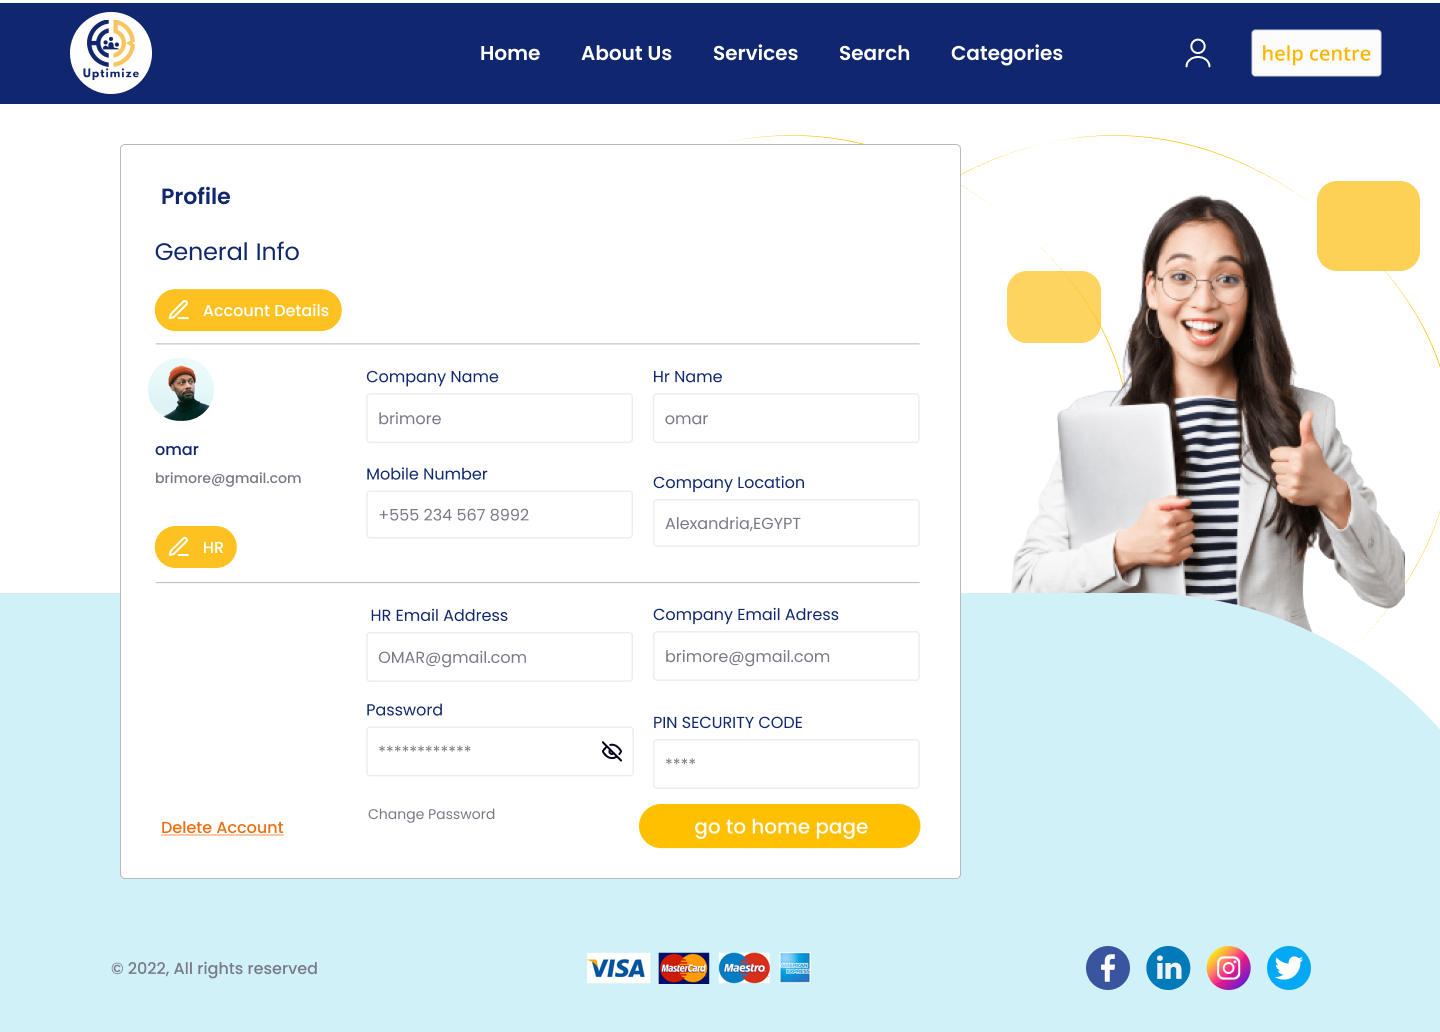 Uptimize
Home About Us Services Search Categories
help centre
Profile
General Info
Account Details
Company Name
Hr Name
brimore
omar
omar
brimore@gmail.com
Mobile Number
Company Location
+555 234 567 8992
Alexandria,EGYPT
HR
HR Email Address
Company Email Adress
OMAR@gmail.com
brimore@gmail.com
Password
PIN SECURITY CODE
************
****
Delete Account
Change Password
go to home page
© 2022, All rights reserved
VISA
MasterCard
Maestro
AMERICAN EXPRESS
in